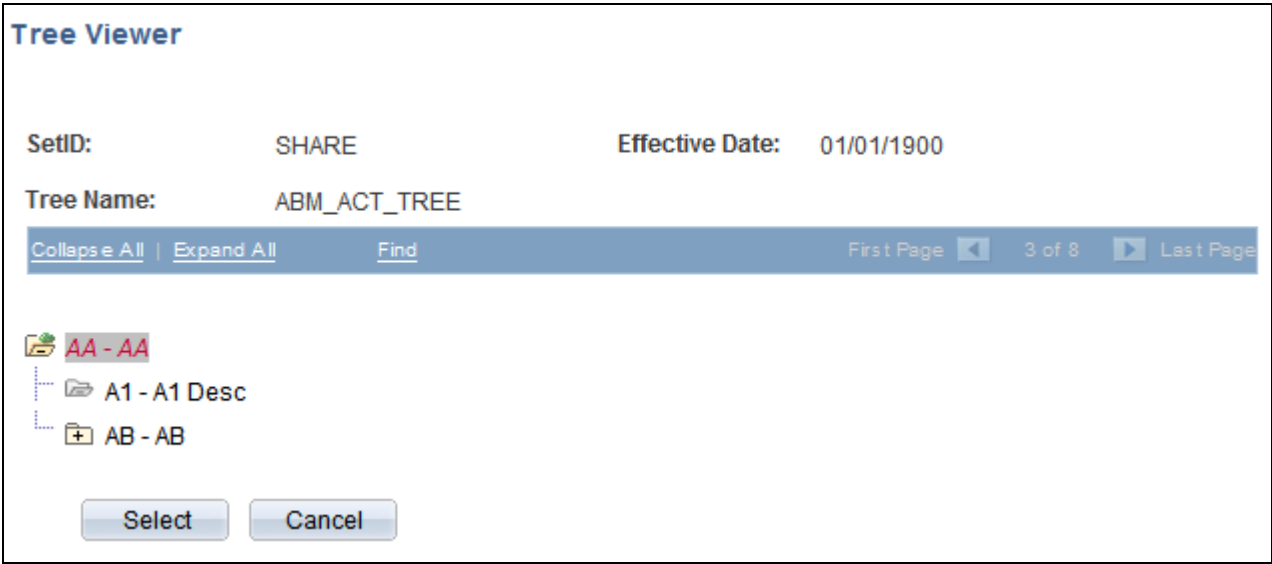 Tree Viewer
SetID: SHARE Effective Date: 01/01/1900
Tree Name: ABM_ACT_TREE
Collapse All | Expand All Find First Page 3 of 8 Last Page
AA - AA
A1 - A1 Desc
AB - AB
Select Cancel